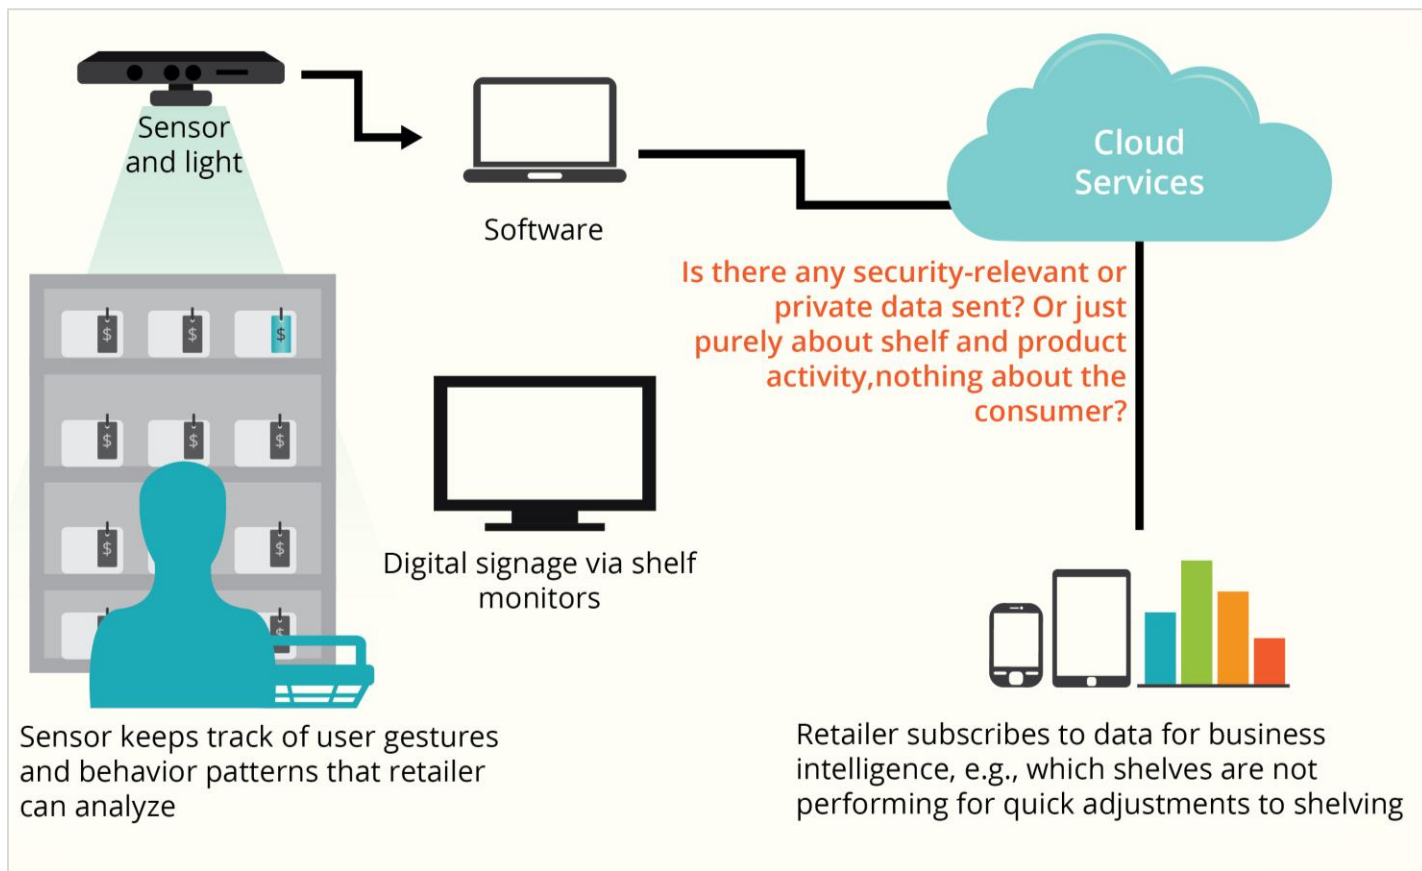 Sensor
and light
Software
Cloud
Services
Is there any security-relevant or
private data sent? Or just
purely about shelf and product
activity,nothing about the
consumer?
$ $ $
$ $ $
$ $
$
Digital signage via shelf
monitors
Sensor keeps track of user gestures
and behavior patterns that retailer
can analyze
Retailer subscribes to data for business
intelligence, e.g., which shelves are not
performing for quick adjustments to shelving